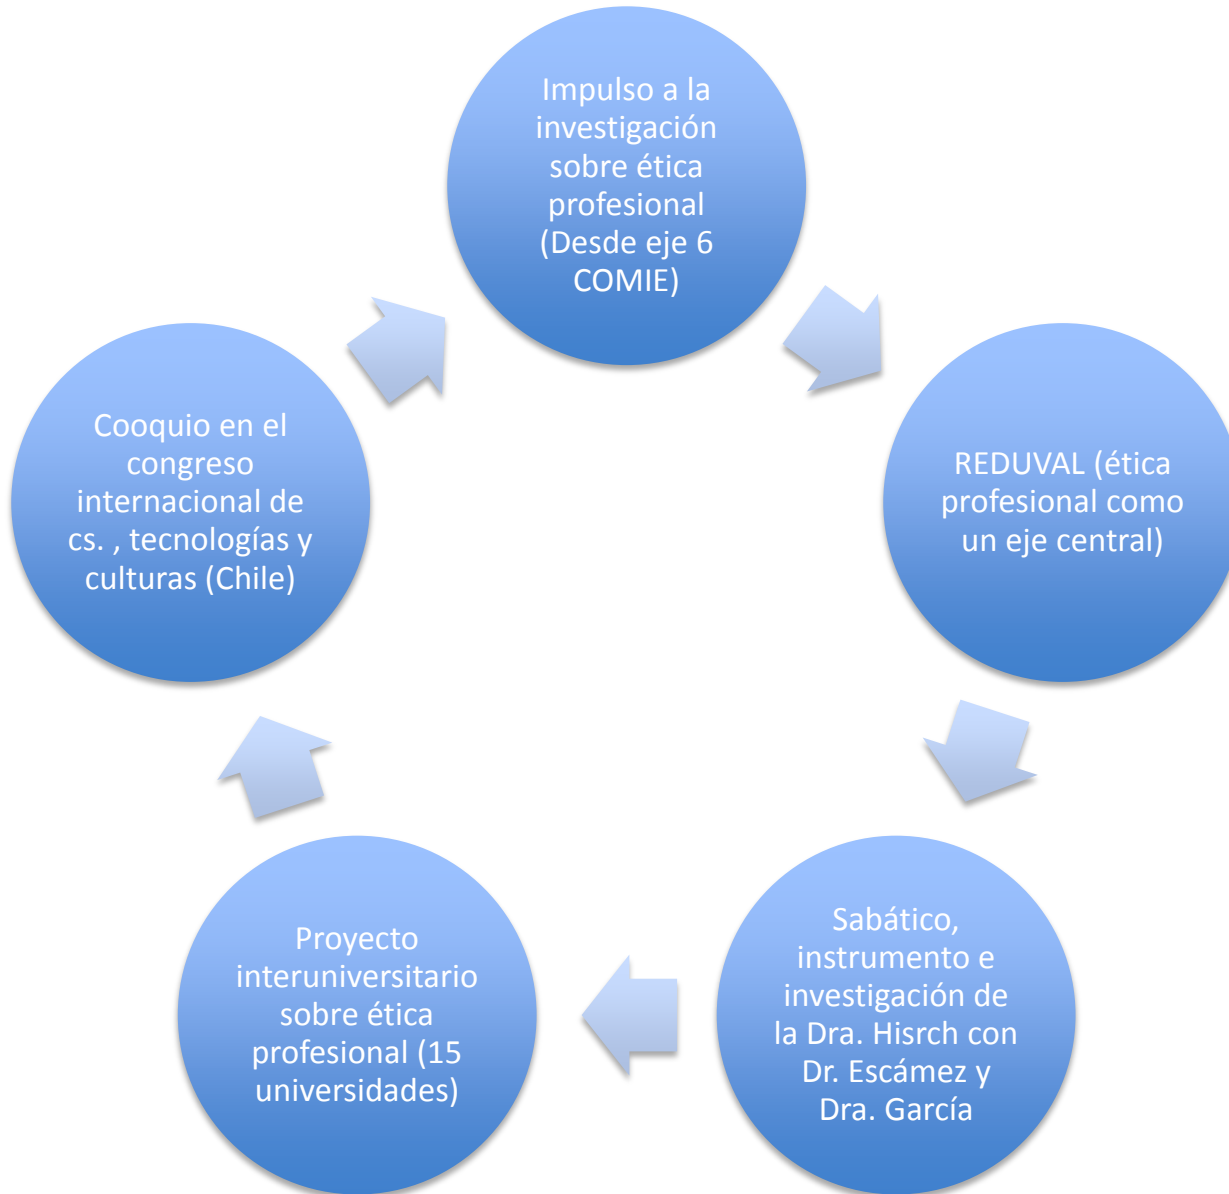 Impulso a la
investigación
sobre ética
profesional
(Desde eje 6
COMIE)
REDUVAL (ética
profesional como
un eje central)
Sabático,
instrumento e
investigación de
la Dra. Hisrch con
Dr. Escámez y
Dra. García
Proyecto
interuniversitario
sobre ética
profesional (15
universidades)
Cooquio en el
congreso
internacional de
cs. , tecnologías y
culturas (Chile)